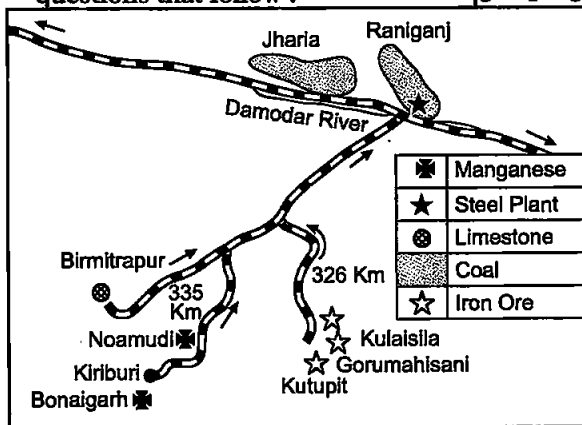 questions that follow :
Jharia
Raniganj
Damodar River
Manganese
Steel Plant
Limestone
Coal
Iron Ore
Birmitrapur
335
Km
326 Km
Noamudi
Kulaisila
Kiriburi
Gorumahisani
Kutupit
Bonaigarh